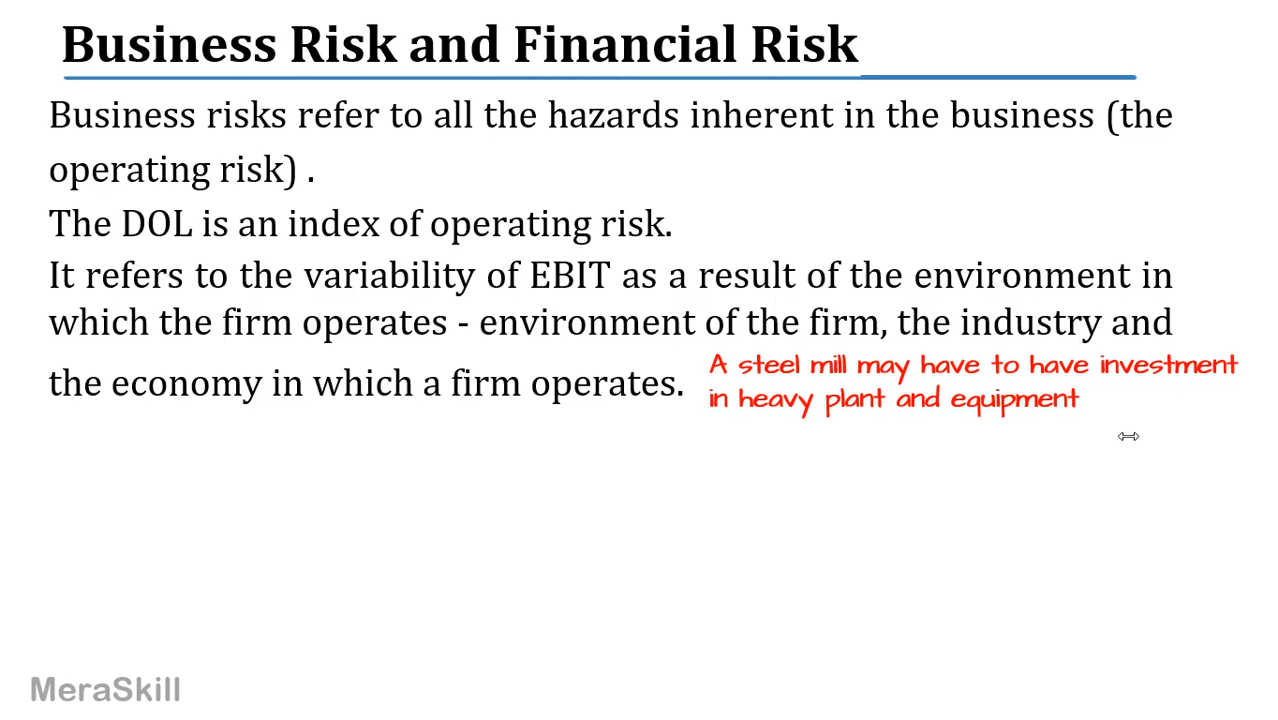 Business Risk and Financial Risk
Business risks refer to all the hazards inherent in the business (the
operating risk) .
The DOL is an index of operating risk.
It refers to the variability of EBIT as a result of the environment in
which the firm operates - environment of the firm, the industry and
the economy in which a firm operates.
A steel mill may have to have investment
in heavy plant and equipment
MeraSkill